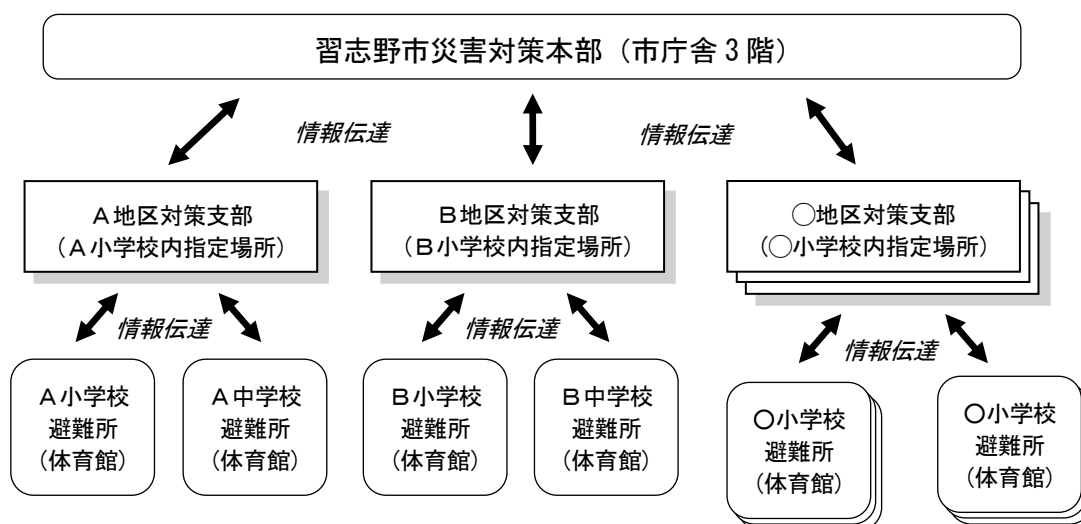 習志野市災害対策本部（市庁舎3階）
情報伝達
情報伝達
A地区対策支部
（A小学校内指定場所）
B地区対策支部
（B小学校内指定場所）
◯地区対策支部
（◯小学校内指定場所）
情報伝達
情報伝達
情報伝達
A小学校
避難所
（体育館）
A中学校
避難所
（体育館）
B小学校
避難所
（体育館）
B中学校
避難所
（体育館）
〇小学校
避難所
（体育館）
〇小学校
避難所
（体育館）